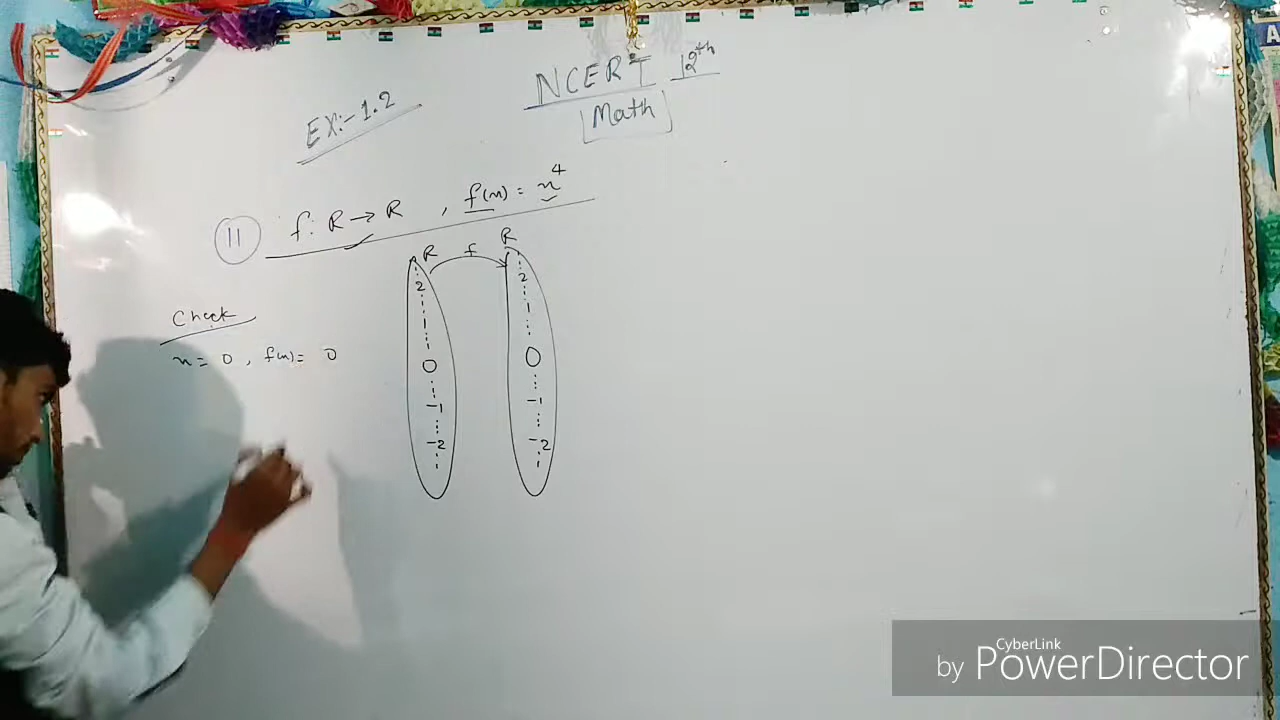 NCERT 12th
Math
EX:- 1.2
11 f: R → R , f(x) = x⁴
R f R
2 2
1 1
0 0
-1 -1
-2 -2
Check
x = 0 , f(x) = 0
CyberLink
by PowerDirector
A